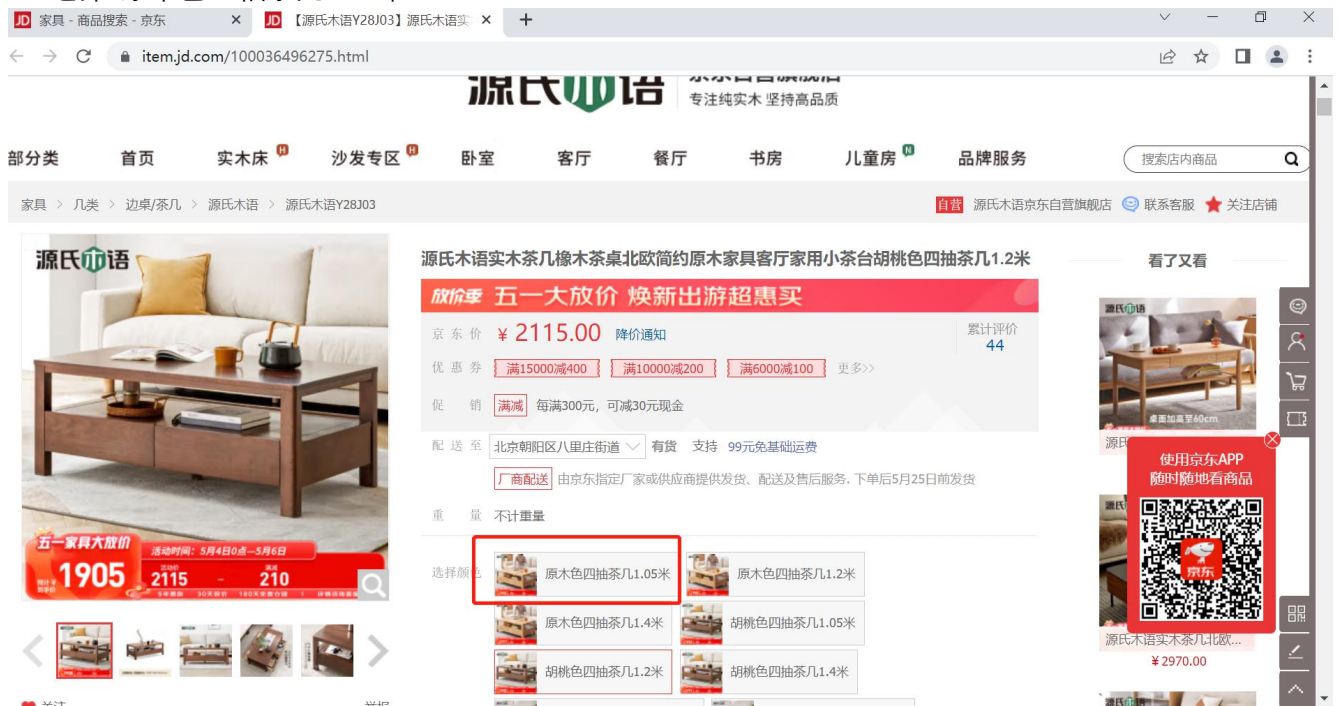 家具 - 商品搜索 - 京东
【源氏木语Y28J03】源氏木语实
item.jd.com/100036496275.html
源氏木语
专注纯实木 坚持高品质
部分类 首页 实木床 H 沙发专区 H 卧室 客厅 餐厅 书房 儿童房 N 品牌服务
搜索店内商品
家具 > 几类 > 边桌/茶几 > 源氏木语 > 源氏木语Y28J03
自营 源氏木语京东自营旗舰店 联系客服 关注店铺
源氏木语
五一家具大放价
活动时间：5月4日0点—5月6日
1905
活动价 满减
2115 - 210
源氏木语实木茶几橡木茶桌北欧简约原木家具客厅家用小茶台胡桃色四抽茶几1.2米
放价季 五一大放价 焕新出游超惠买
京东价 ￥2115.00 降价通知
累计评价
44
优惠券 满15000减400 满10000减200 满6000减100 更多>>
促销 满减 每满300元，可减30元现金
配送至 北京朝阳区八里庄街道 有货 支持 99元免基础运费
厂商配送 由京东指定厂家或供应商提供发货、配送及售后服务. 下单后5月25日前发货
重量 不计重量
选择颜色 原木色四抽茶几1.05米 原木色四抽茶几1.2米
原木色四抽茶几1.4米 胡桃色四抽茶几1.05米
胡桃色四抽茶几1.2米 胡桃色四抽茶几1.4米
看了又看
源氏木语
桌面加高至60cm
使用京东APP
随时随地看商品
京东
源氏木语实木茶几北欧...
￥2970.00